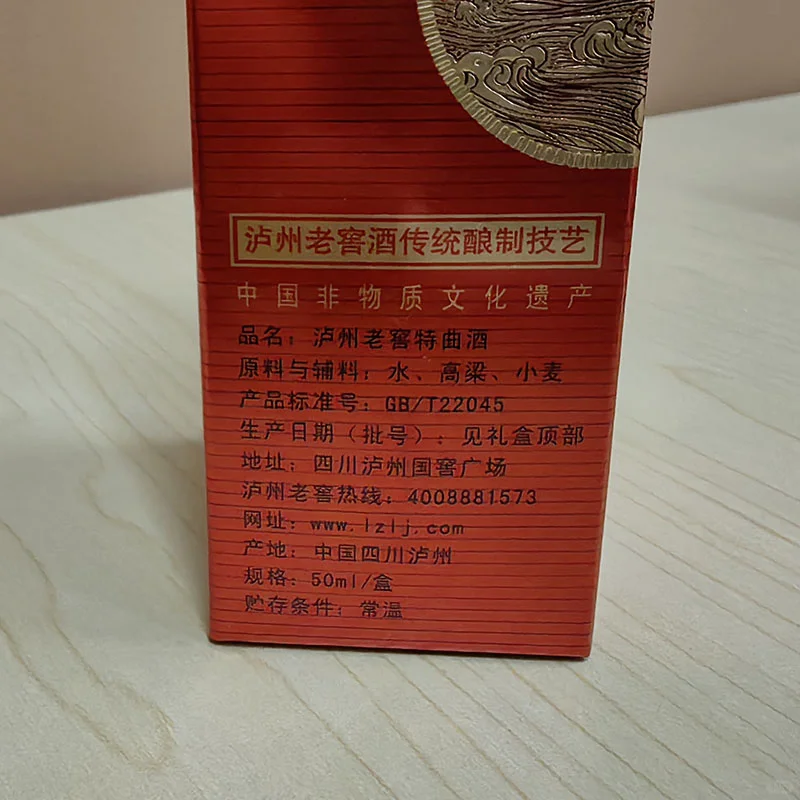 泸州老窖酒传统酿制技艺
中国非物质文化遗产
品名：泸州老窖特曲酒
原料与辅料：水、高粱、小麦
产品标准号：GB/T22045
生产日期（批号）：见礼盒顶部
地址：四川泸州国窖广场
泸州老窖热线：4008881573
网址：www.lzlj.com
产地：中国四川泸州
规格：50ml/盒
贮存条件：常温